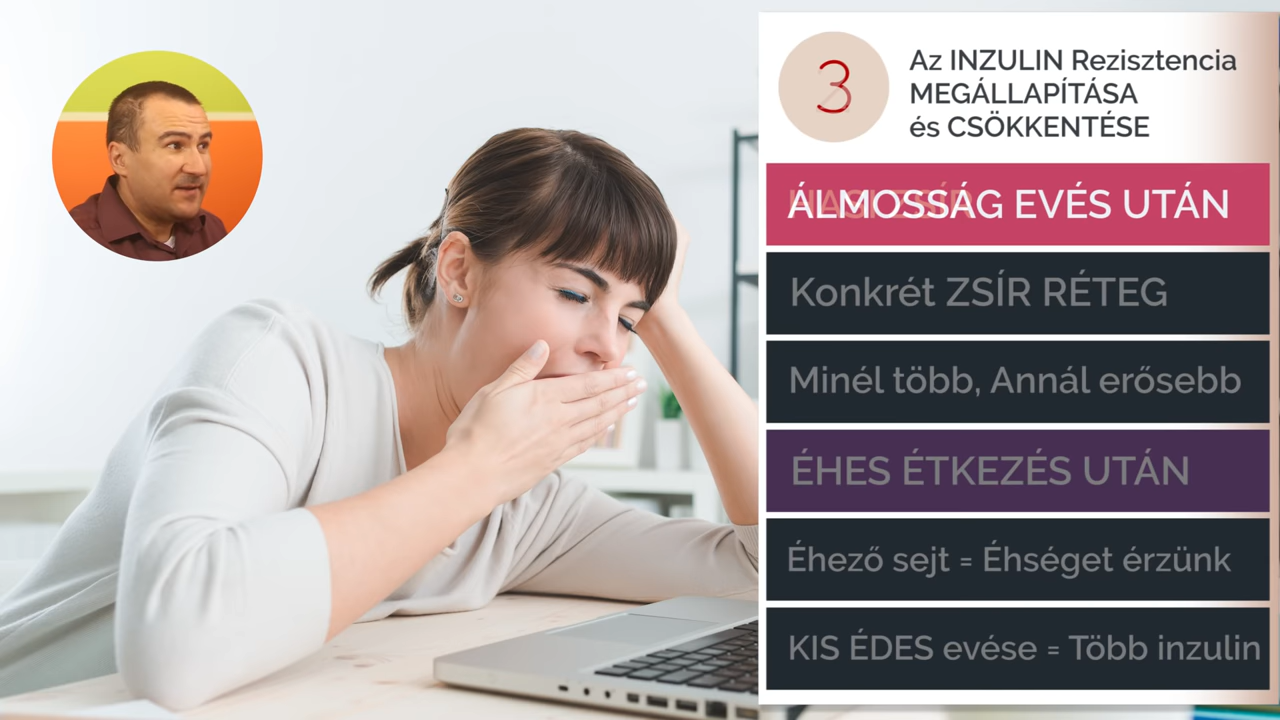 3
Az INZULIN Rezisztencia
MEGÁLLAPÍTÁSA
és CSÖKKENTÉSE
ÁLMOSSÁG EVÉS UTÁN
Konkrét ZSÍR RÉTEG
Minél több, Annál erősebb
ÉHES ÉTKEZÉS UTÁN
Éhező sejt = Éhséget érzünk
KIS ÉDES evése = Több inzulin